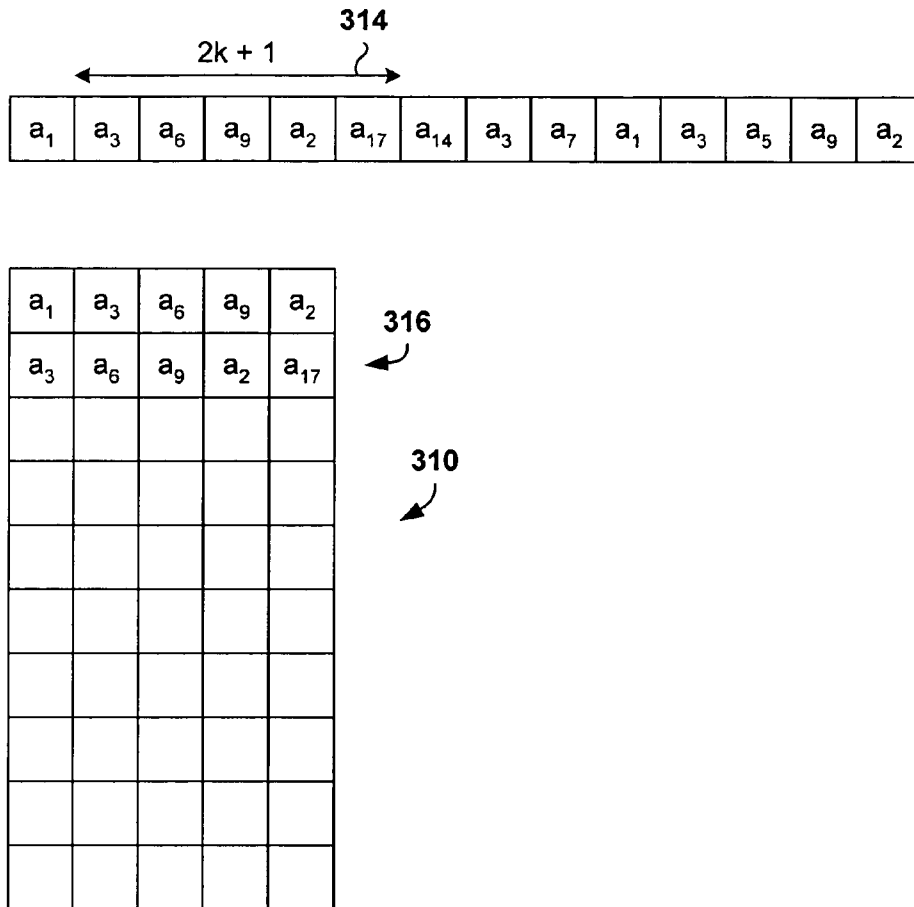 314
2k + 1
a₁ a₃ a₆ a₉ a₂ a₁₇ a₁₄ a₃ a₇ a₁ a₃ a₅ a₉ a₂
a₁ a₃ a₆ a₉ a₂
316
a₃ a₆ a₉ a₂ a₁₇
310